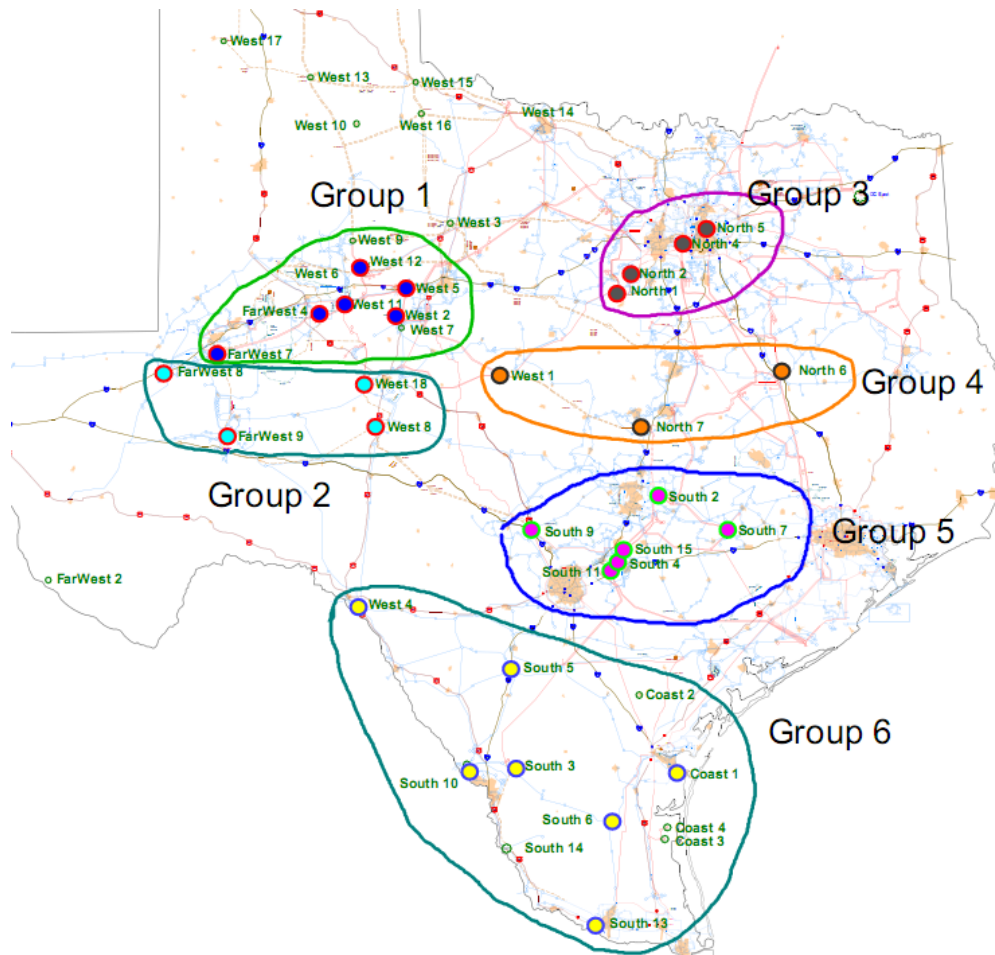 West 17
West 13
West 15
West 10
West 16
West 14
Group 1
Group 3
West 3
North 5
West 9
North 4
West 12
West 6
North 2
West 5
North 1
West 11
FarWest 4
West 2
West 7
FarWest 7
FarWest 8
West 1
North 6
West 18
Group 4
West 8
North 7
FarWest 9
Group 2
South 2
South 9
South 7
Group 5
South 15
South 4
South 11
FarWest 2
West 4
South 5
Coast 2
Group 6
South 3
Coast 1
South 10
South 6
Coast 4
Coast 3
South 14
South 13